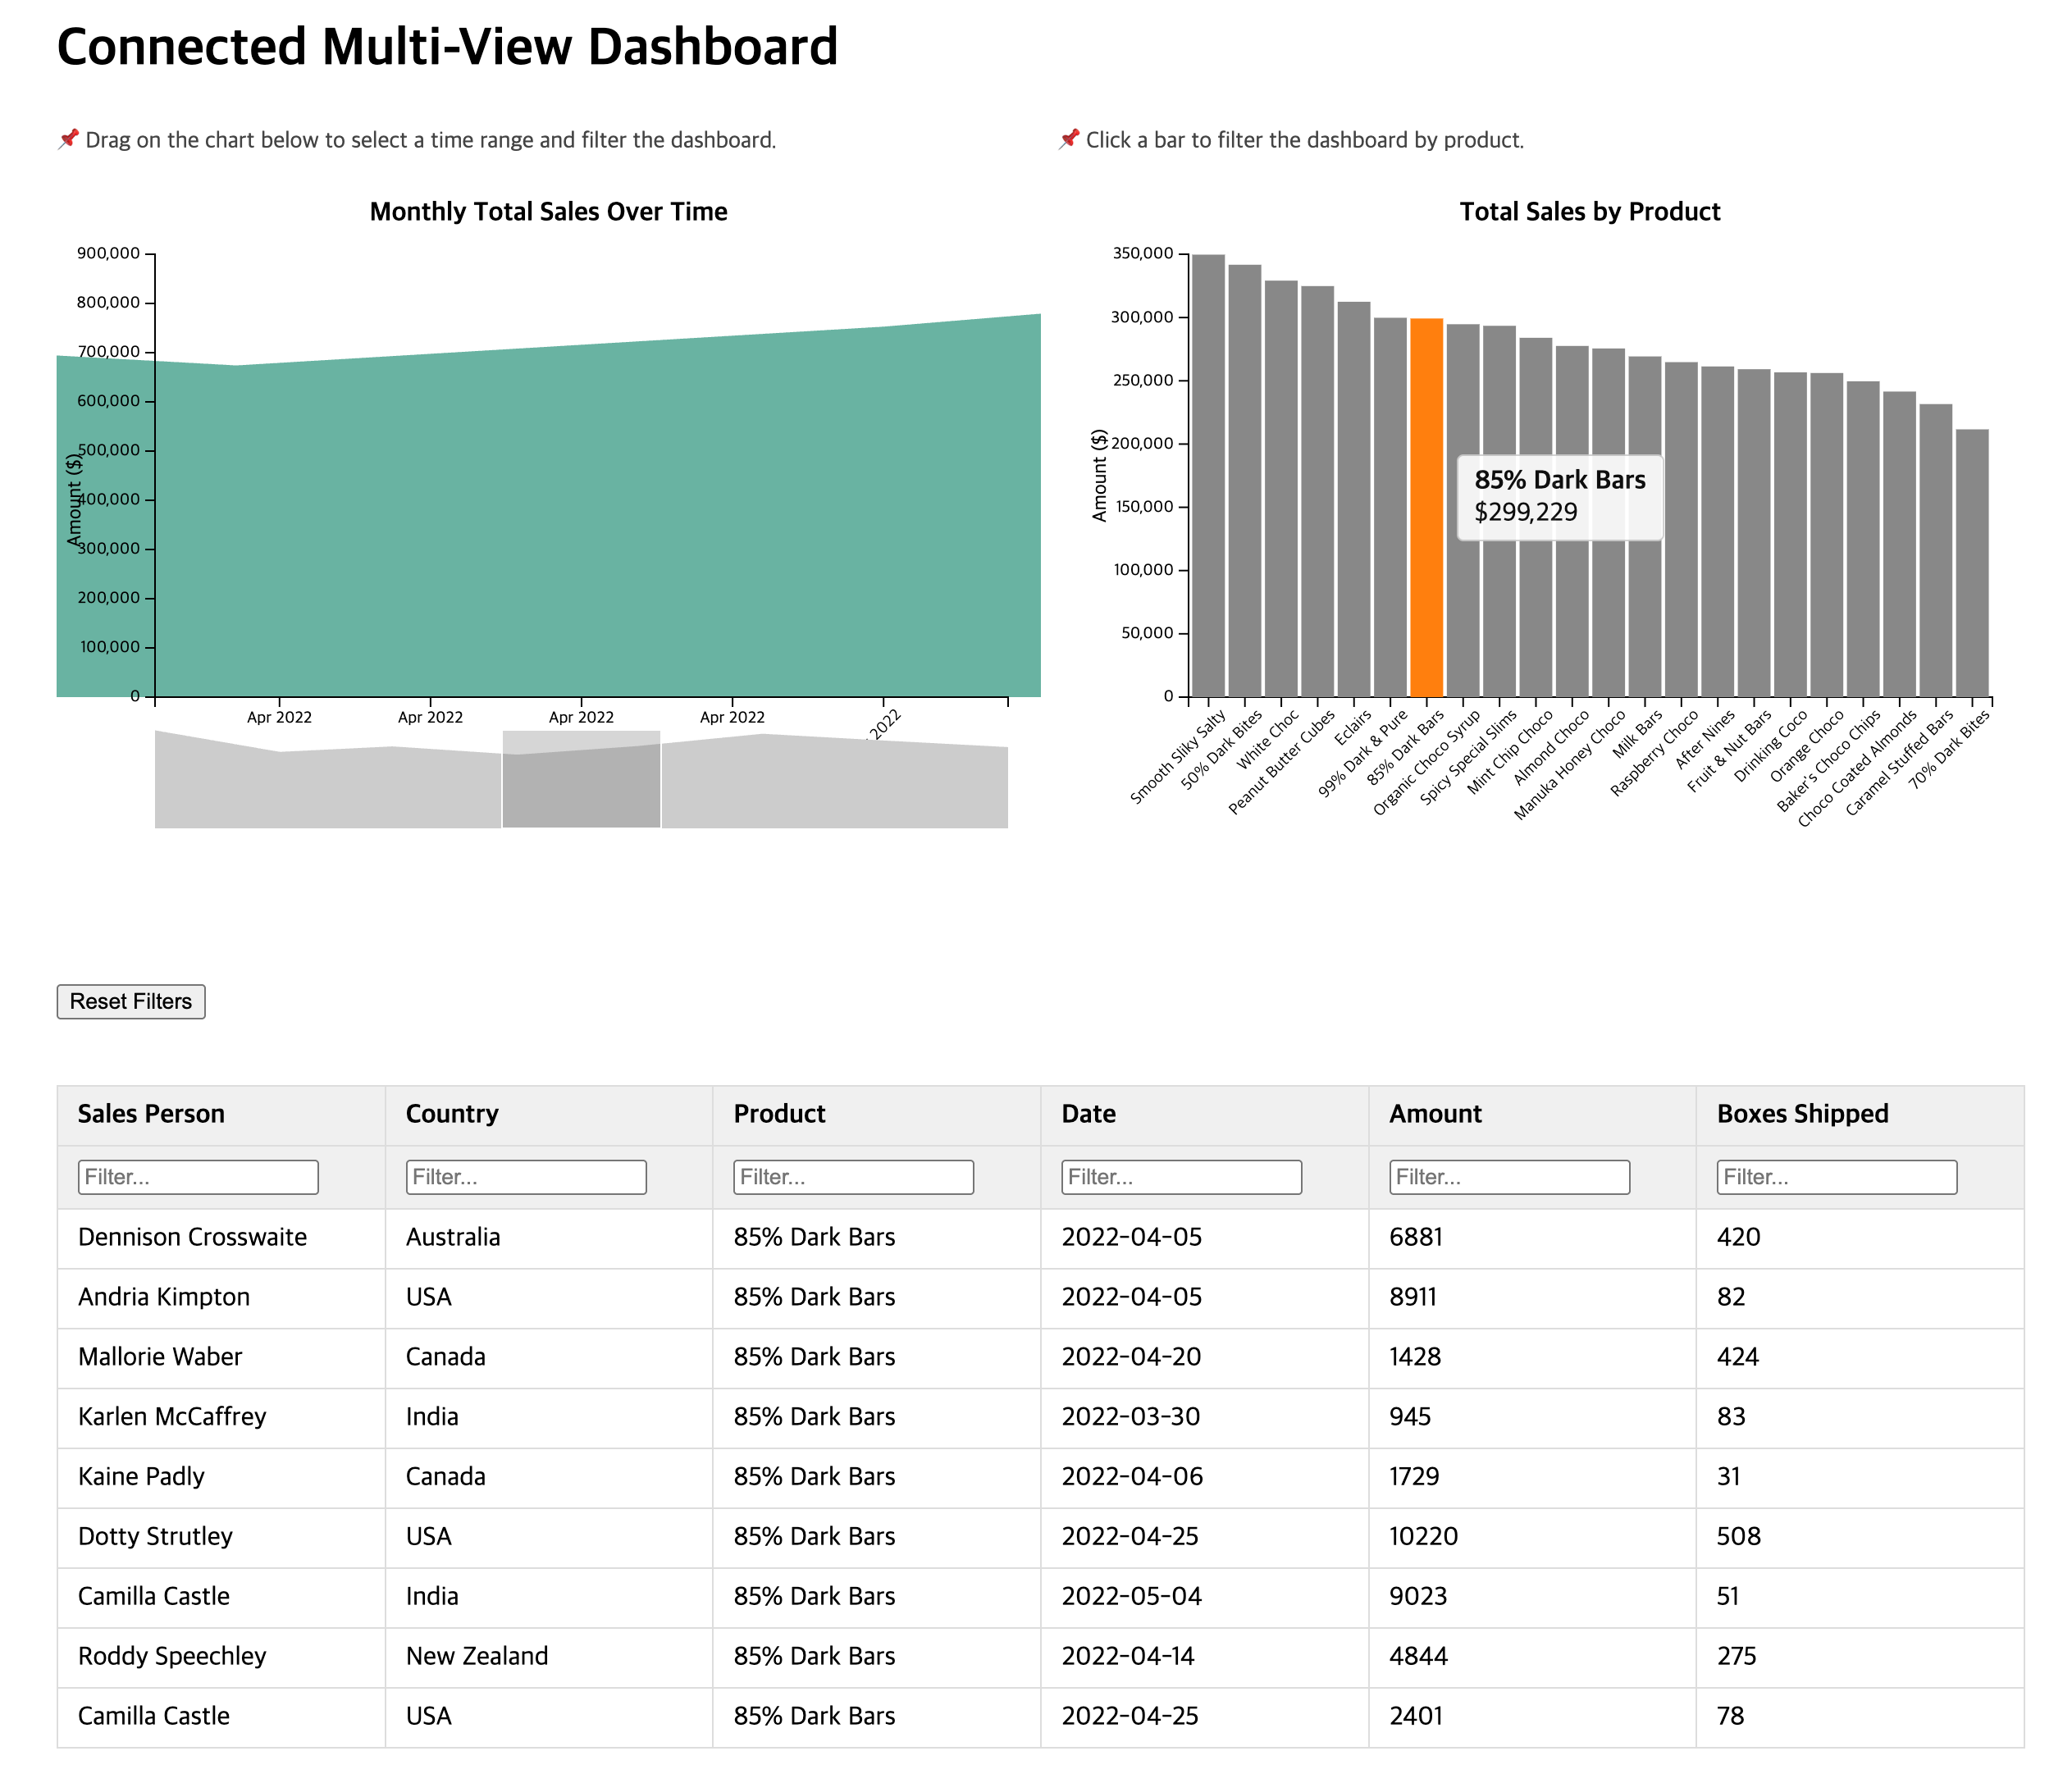 Connected Multi-View Dashboard
📌 Drag on the chart below to select a time range and filter the dashboard.
📌 Click a bar to filter the dashboard by product.
Monthly Total Sales Over Time
900,000
800,000
700,000
600,000
500,000
400,000
300,000
200,000
100,000
0
Amount ($)
Apr 2022 Apr 2022 Apr 2022 Apr 2022 2022
Total Sales by Product
350,000
300,000
250,000
200,000
150,000
100,000
50,000
0
Amount ($)
85% Dark Bars
$299,229
Smooth Sliky Salty
50% Dark Bites
White Choc
Peanut Butter Cubes
Eclairs
99% Dark & Pure
85% Dark Bars
Organic Choco Syrup
Spicy Special Slims
Mint Chip Choco
Almond Choco
Manuka Honey Choco
Milk Bars
Raspberry Choco
After Nines
Fruit & Nut Bars
Drinking Coco
Orange Choco
Baker's Choco Chips
Choco Coated Almonds
Caramel Stuffed Bars
70% Dark Bites
Reset Filters
Sales Person Country Product Date Amount Boxes Shipped
Filter... Filter... Filter... Filter... Filter... Filter...
Dennison Crosswaite Australia 85% Dark Bars 2022-04-05 6881 420
Andria Kimpton USA 85% Dark Bars 2022-04-05 8911 82
Mallorie Waber Canada 85% Dark Bars 2022-04-20 1428 424
Karlen McCaffrey India 85% Dark Bars 2022-03-30 945 83
Kaine Padly Canada 85% Dark Bars 2022-04-06 1729 31
Dotty Strutley USA 85% Dark Bars 2022-04-25 10220 508
Camilla Castle India 85% Dark Bars 2022-05-04 9023 51
Roddy Speechley New Zealand 85% Dark Bars 2022-04-14 4844 275
Camilla Castle USA 85% Dark Bars 2022-04-25 2401 78